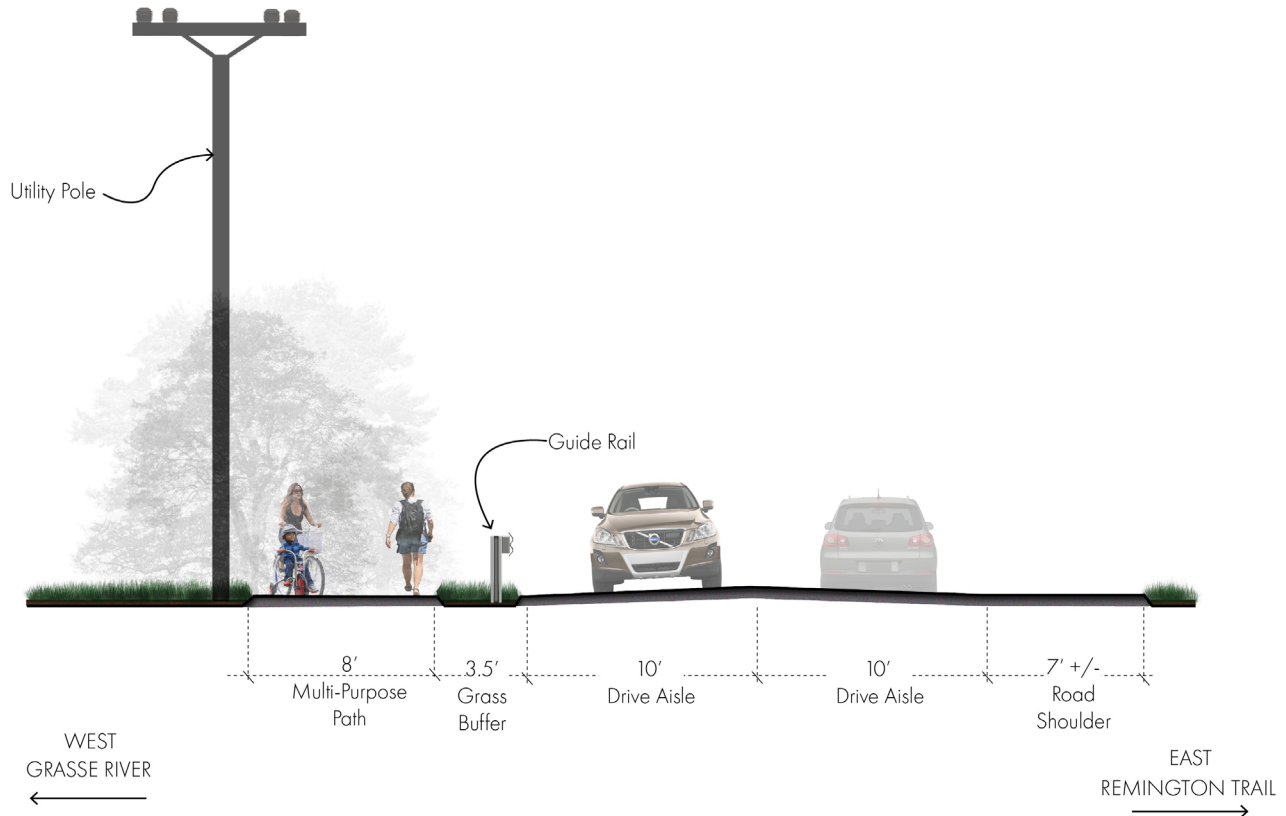 Utility Pole
Guide Rail
8’
Multi-Purpose
Path
3.5’
Grass
Buffer
10’
Drive Aisle
10’
Drive Aisle
7’ +/-
Road
Shoulder
WEST
GRASSE RIVER
EAST
REMINGTON TRAIL